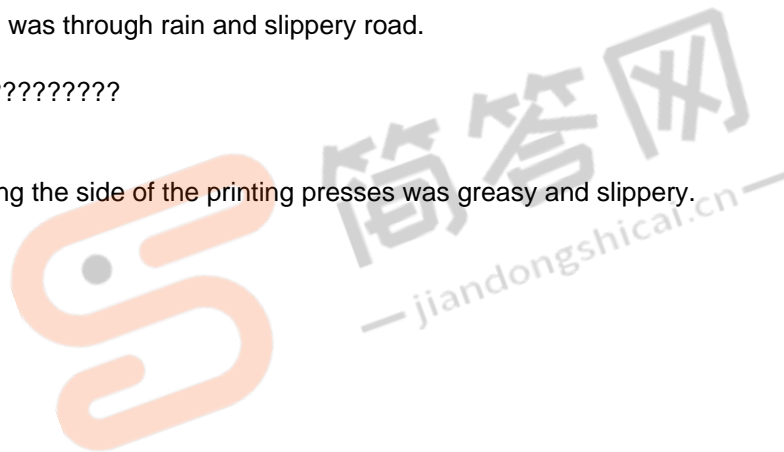 was through rain and slippery road.
?????????
ng the side of the printing presses was greasy and slippery.
简答网
— jiandongshical.cn —